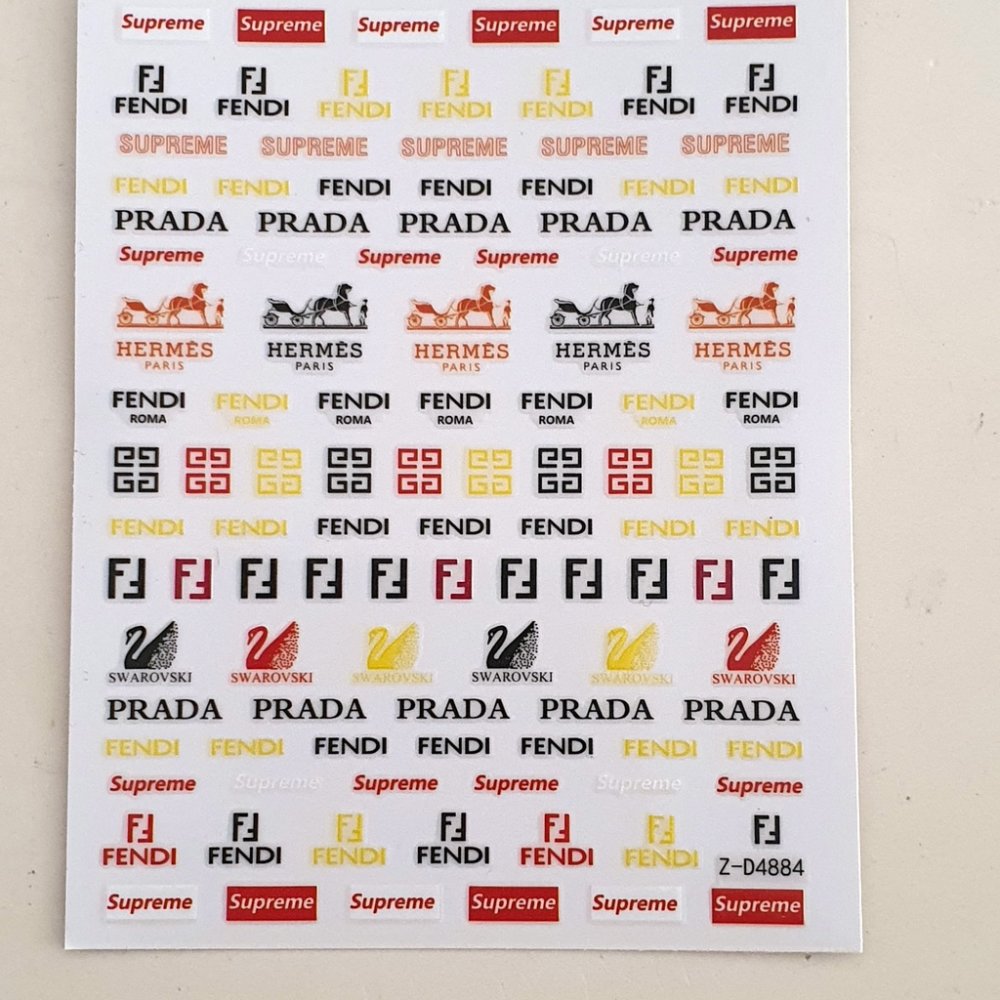 Supreme Supreme Supreme Supreme Supreme Supreme
FENDI FENDI FENDI FENDI FENDI FENDI FENDI
SUPREME SUPREME SUPREME SUPREME SUPREME
FENDI FENDI FENDI FENDI FENDI FENDI FENDI
PRADA PRADA PRADA PRADA PRADA
Supreme Supreme Supreme Supreme Supreme Supreme
HERMÈS HERMÈS HERMÈS HERMÈS HERMÈS
PARIS PARIS PARIS PARIS PARIS
FENDI FENDI FENDI FENDI FENDI FENDI FENDI
ROMA ROMA ROMA ROMA ROMA ROMA ROMA
FENDI FENDI FENDI FENDI FENDI FENDI FENDI
SWAROVSKI SWAROVSKI SWAROVSKI SWAROVSKI SWAROVSKI SWAROVSKI
PRADA PRADA PRADA PRADA PRADA
FENDI FENDI FENDI FENDI FENDI FENDI FENDI
Supreme Supreme Supreme Supreme Supreme Supreme
FENDI FENDI FENDI FENDI FENDI FENDI Z-D4884
Supreme Supreme Supreme Supreme Supreme Supreme